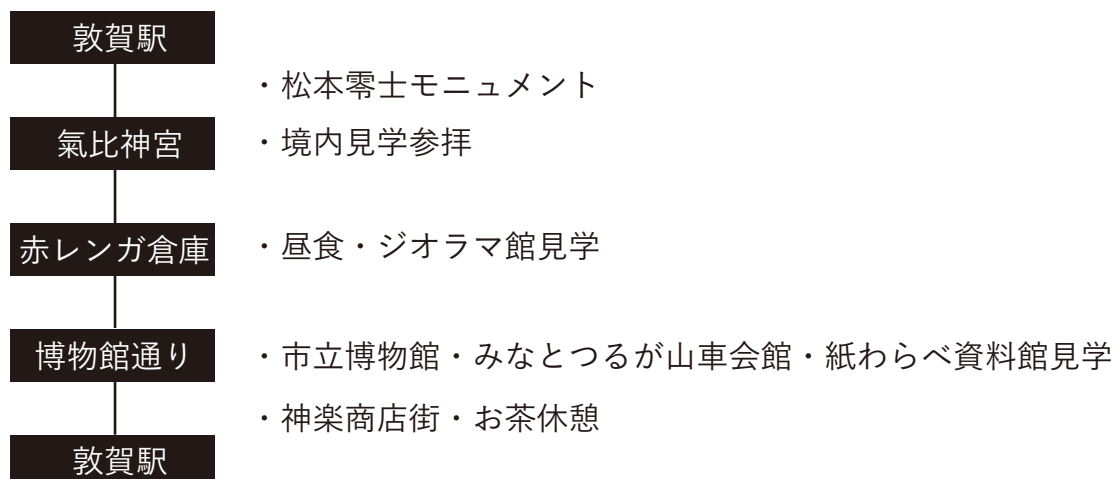 敦賀駅
・松本零士モニュメント
氣比神宮 ・境内見学参拝
赤レンガ倉庫 ・昼食・ジオラマ館見学
博物館通り ・市立博物館・みなとつるが山車会館・紙わらべ資料館見学
・神楽商店街・お茶休憩
敦賀駅